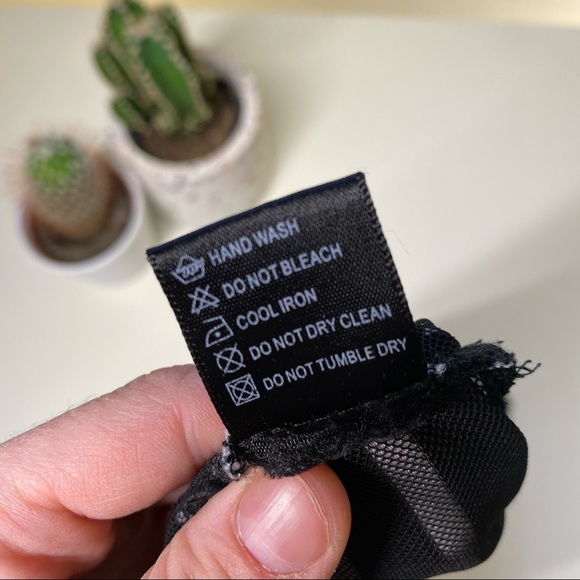 HAND WASH
DO NOT BLEACH
COOL IRON
DO NOT DRY CLEAN
DO NOT TUMBLE DRY